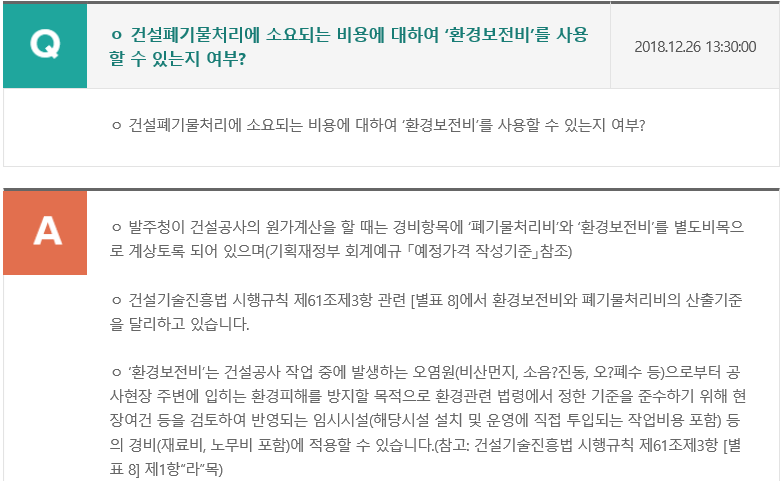 Q
ㅇ 건설폐기물처리에 소요되는 비용에 대하여 ‘환경보전비’를 사용
할 수 있는지 여부?
2018.12.26 13:30:00
ㅇ 건설폐기물처리에 소요되는 비용에 대하여 ‘환경보전비’를 사용할 수 있는지 여부?
A
ㅇ 발주청이 건설공사의 원가계산을 할 때는 경비항목에 ‘폐기물처리비’와 ‘환경보전비’를 별도비목으
로 계상토록 되어 있으며(기획재정부 회계예규 「예정가격 작성기준」참조)
ㅇ 건설기술진흥법 시행규칙 제61조제3항 관련 [별표 8]에서 환경보전비와 폐기물처리비의 산출기준
을 달리하고 있습니다.
ㅇ ‘환경보전비’는 건설공사 작업 중에 발생하는 오염원(비산먼지, 소음?진동, 오?폐수 등)으로부터 공
사현장 주변에 입히는 환경피해를 방지할 목적으로 환경관련 법령에서 정한 기준을 준수하기 위해 현
장여건 등을 검토하여 반영되는 임시시설(해당시설 설치 및 운영에 직접 투입되는 작업비용 포함) 등
의 경비(재료비, 노무비 포함)에 적용할 수 있습니다.(참고: 건설기술진흥법 시행규칙 제61조제3항 [별
표 8] 제1항“라”목)